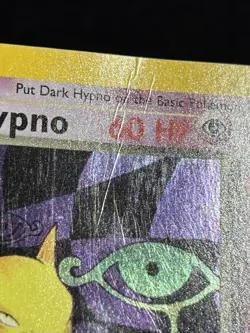 Put Dark Hypno on the Basic Pokémon
ypno 60 HP